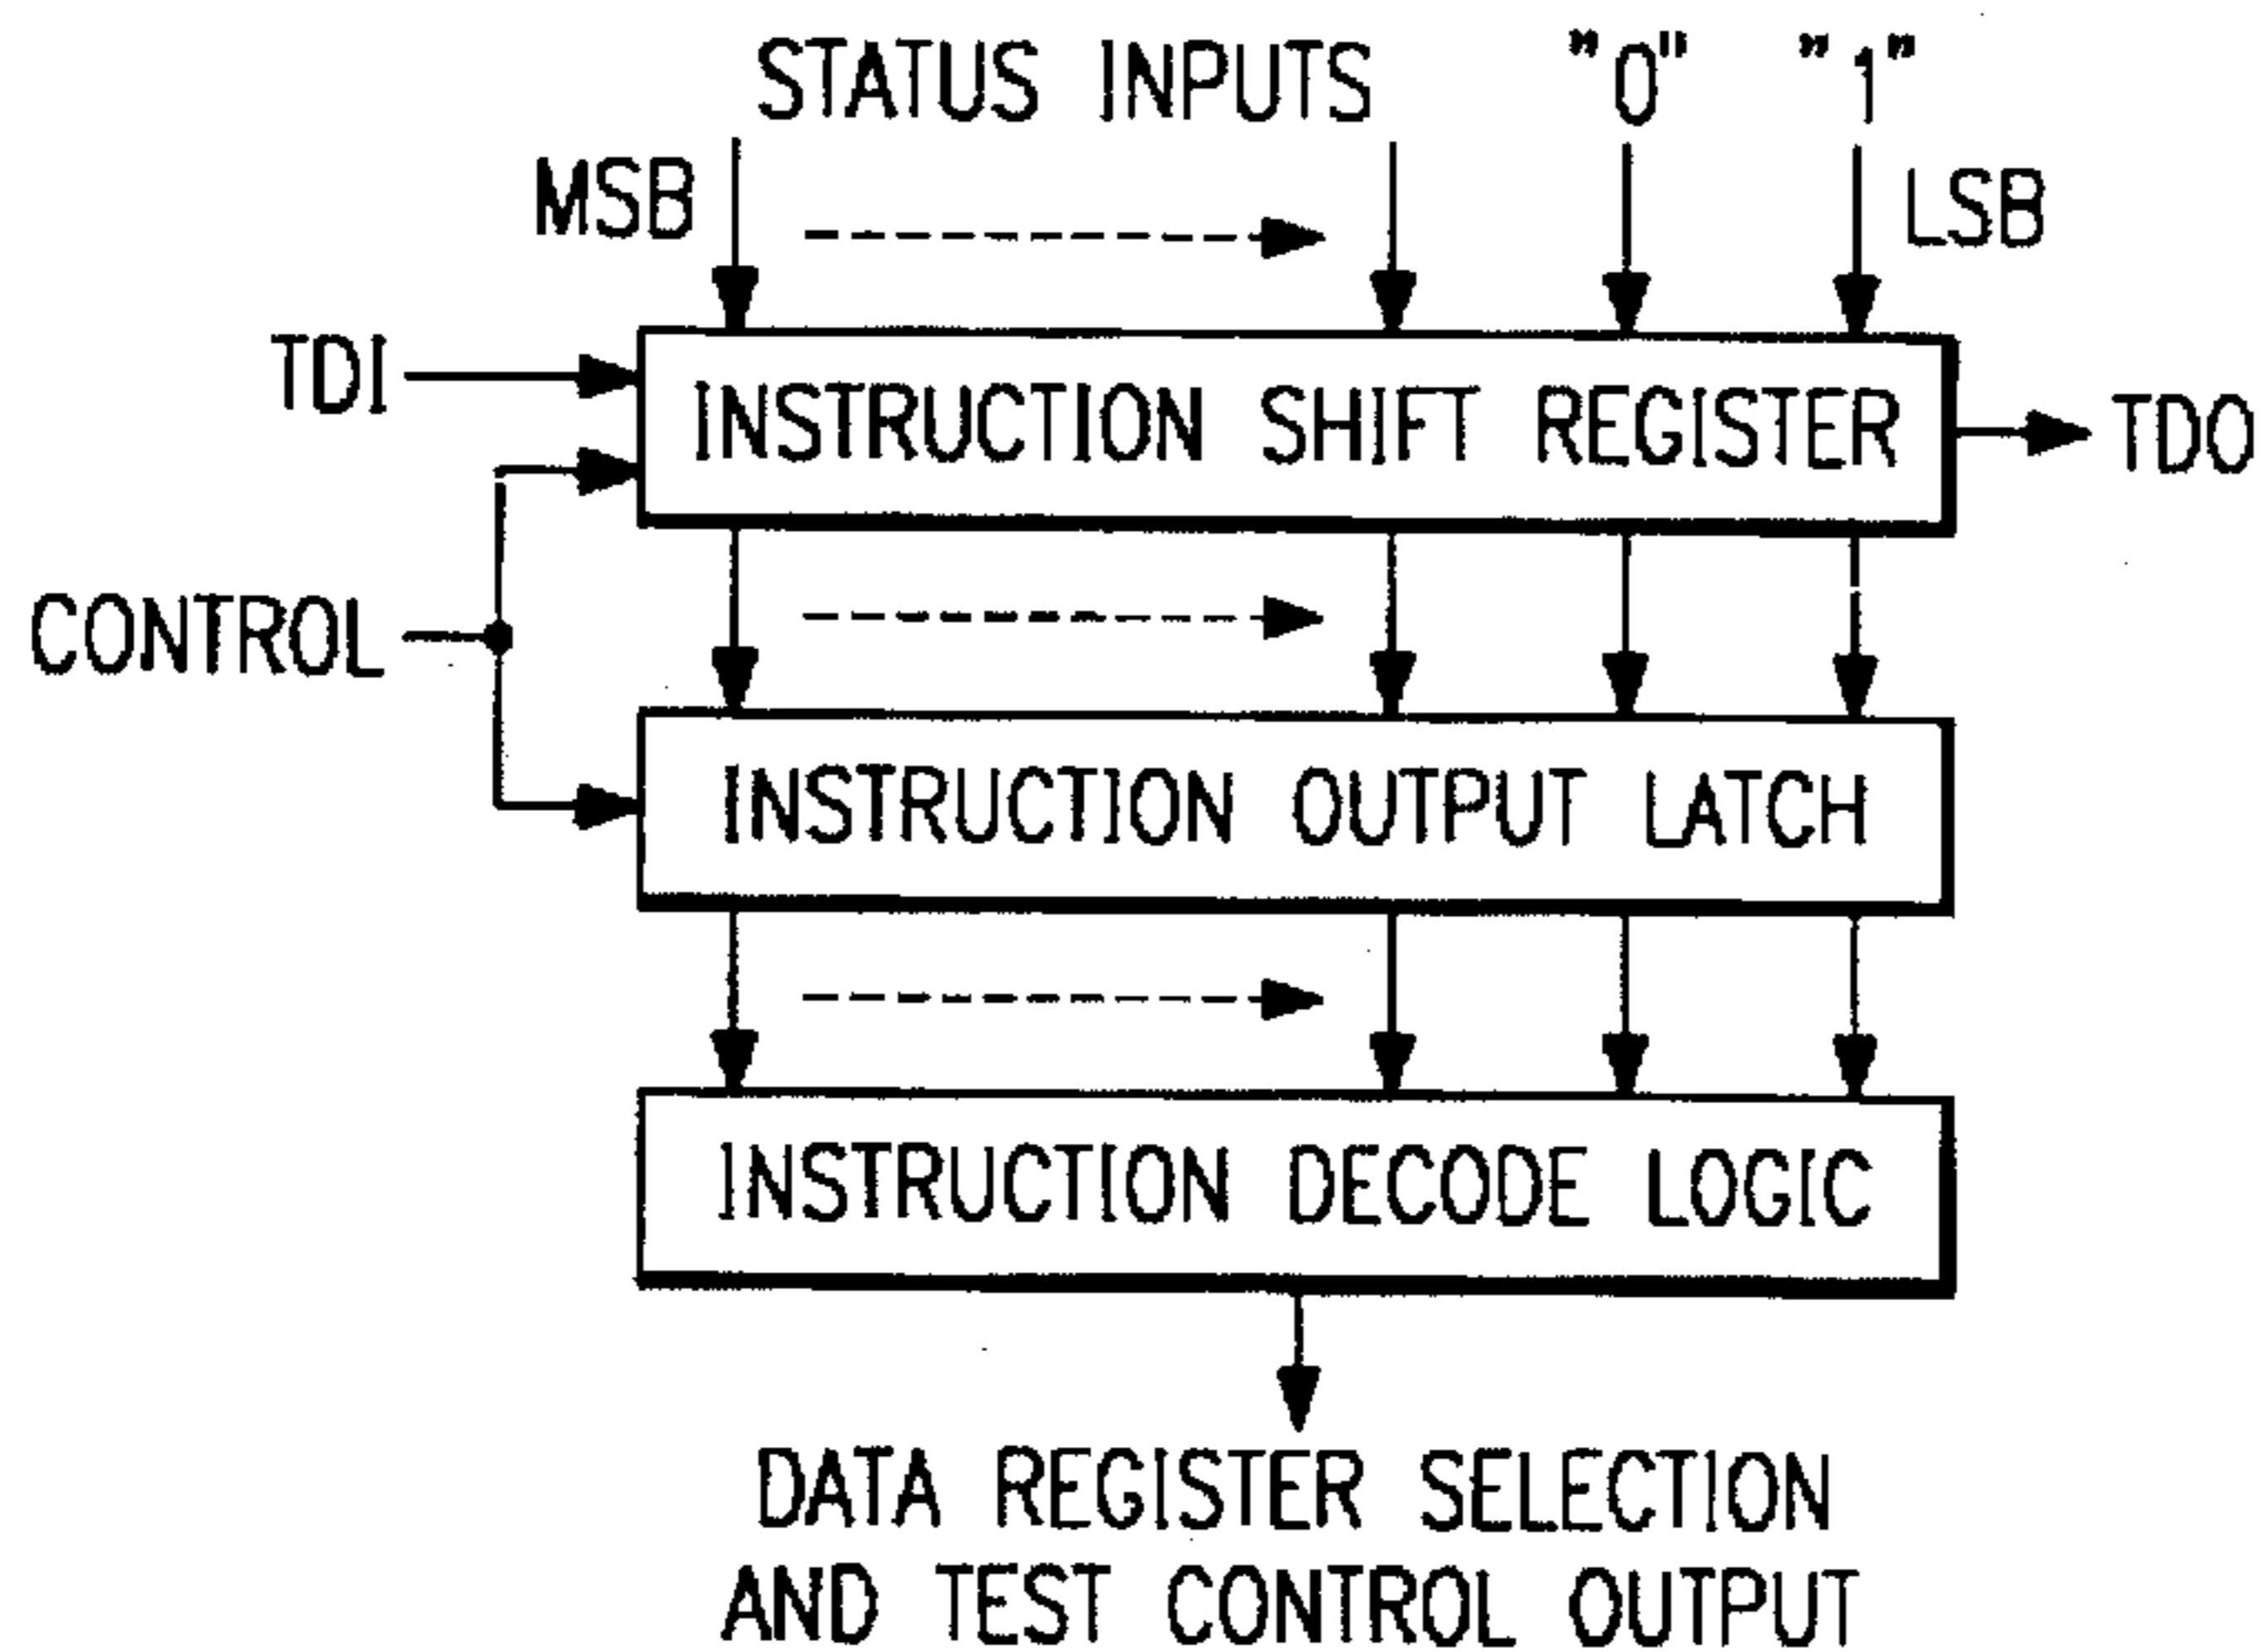 STATUS INPUTS "0" "1"
MSB LSB
TDI
INSTRUCTION SHIFT REGISTER
TDO
CONTROL
INSTRUCTION OUTPUT LATCH
INSTRUCTION DECODE LOGIC
DATA REGISTER SELECTION
AND TEST CONTROL OUTPUT